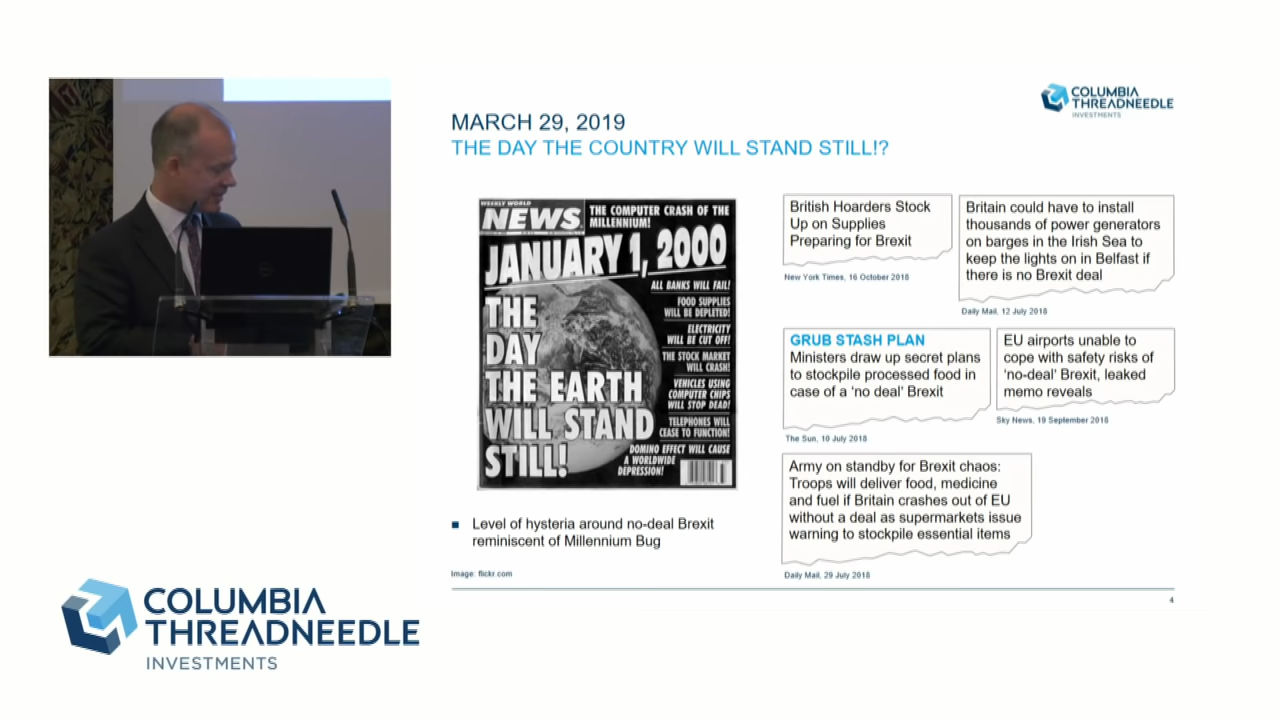 COLUMBIA
THREADNEEDLE
INVESTMENTS
MARCH 29, 2019
THE DAY THE COUNTRY WILL STAND STILL!?
WEEKLY WORLD
NEWS
THE COMPUTER CRASH OF THE
MILLENNIUM!
JANUARY 1, 2000
ALL BANKS WILL FAIL!
FOOD SUPPLIES
WILL BE DEPLETED!
ELECTRICITY
WILL BE CUT OFF!
THE STOCK MARKET
WILL CRASH!
VEHICLES USING
COMPUTER CHIPS
WILL STOP DEAD!
TELEPHONES WILL
CEASE TO FUNCTION!
DOMINO EFFECT WILL CAUSE
A WORLDWIDE
DEPRESSION!
THE
DAY
THE EARTH
WILL STAND
STILL!
Level of hysteria around no-deal Brexit
reminiscent of Millennium Bug
Image: flickr.com
British Hoarders Stock
Up on Supplies
Preparing for Brexit
New York Times, 16 October 2018
Britain could have to install
thousands of power generators
on barges in the Irish Sea to
keep the lights on in Belfast if
there is no Brexit deal
Daily Mail, 12 July 2018
GRUB STASH PLAN
Ministers draw up secret plans
to stockpile processed food in
case of a ‘no deal’ Brexit
The Sun, 10 July 2018
EU airports unable to
cope with safety risks of
‘no-deal’ Brexit, leaked
memo reveals
Sky News, 19 September 2018
Army on standby for Brexit chaos:
Troops will deliver food, medicine
and fuel if Britain crashes out of EU
without a deal as supermarkets issue
warning to stockpile essential items
Daily Mail, 29 July 2018
4
COLUMBIA
THREADNEEDLE
INVESTMENTS